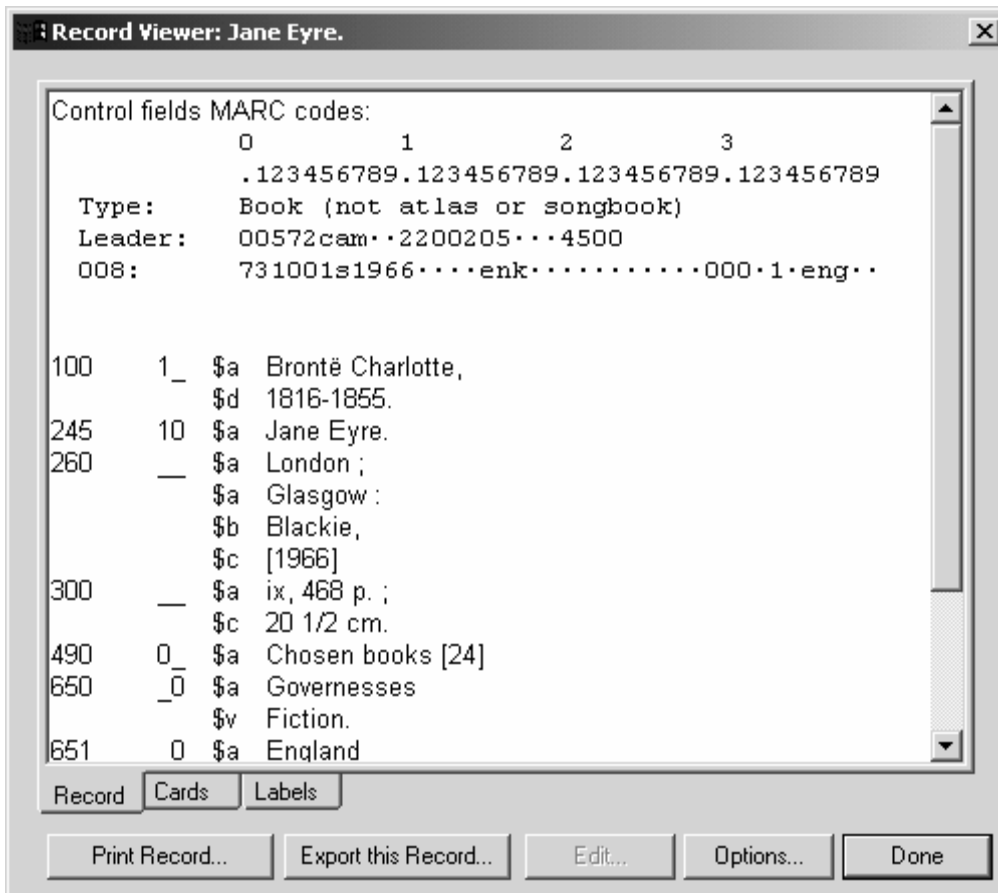 Record Viewer: Jane Eyre.
Control fields MARC codes:
0 1 2 3
.123456789.123456789.123456789.123456789
Type: Book (not atlas or songbook)
Leader: 00572cam··2200205···4500
008: 731001s1966····enk···········000·1·eng··
100 1_ $a Brontë Charlotte,
$d 1816-1855.
245 10 $a Jane Eyre.
260 __ $a London ;
$a Glasgow :
$b Blackie,
$c [1966]
300 __ $a ix, 468 p. ;
$c 20 1/2 cm.
490 0_ $a Chosen books [24]
650 _0 $a Governesses
$v Fiction.
651 0 $a England
Record Cards Labels
Print Record... Export this Record... Edit... Options... Done